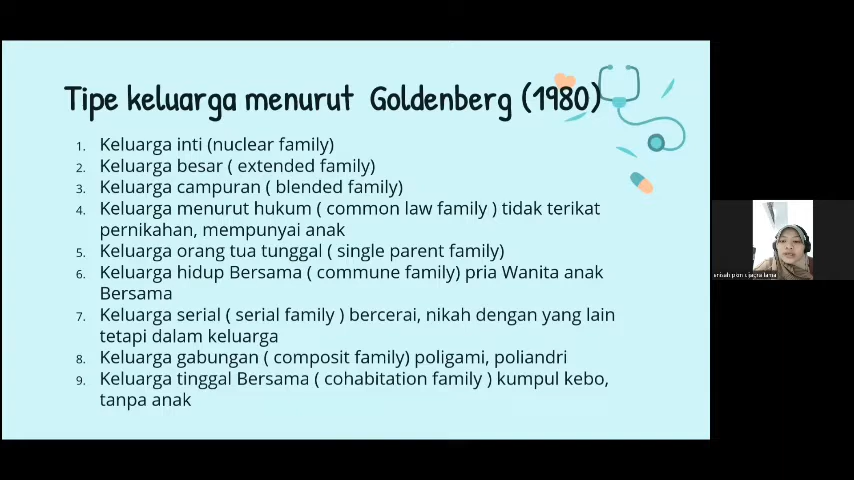 Tipe keluarga menurut Goldenberg (1980)
1. Keluarga inti (nuclear family)
2. Keluarga besar ( extended family)
3. Keluarga campuran ( blended family)
4. Keluarga menurut hukum ( common law family ) tidak terikat
pernikahan, mempunyai anak
5. Keluarga orang tua tunggal ( single parent family)
6. Keluarga hidup Bersama ( commune family) pria Wanita anak
Bersama
7. Keluarga serial ( serial family ) bercerai, nikah dengan yang lain
tetapi dalam keluarga
8. Keluarga gabungan ( composit family) poligami, poliandri
9. Keluarga tinggal Bersama ( cohabitation family ) kumpul kebo,
tanpa anak